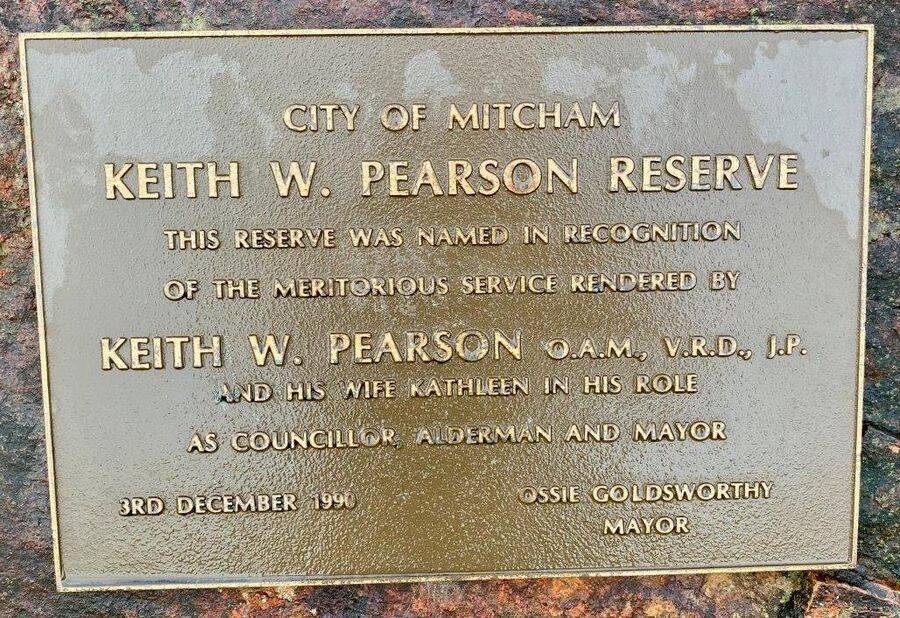 CITY OF MITCHAM
KEITH W. PEARSON RESERVE
THIS RESERVE WAS NAMED IN RECOGNITION
OF THE MERITORIOUS SERVICE RENDERED BY
KEITH W. PEARSON O.A.M., V.R.D., J.P.
AND HIS WIFE KATHLEEN IN HIS ROLE
AS COUNCILLOR, ALDERMAN AND MAYOR
3RD DECEMBER 1990 OSSIE GOLDSWORTHY
MAYOR